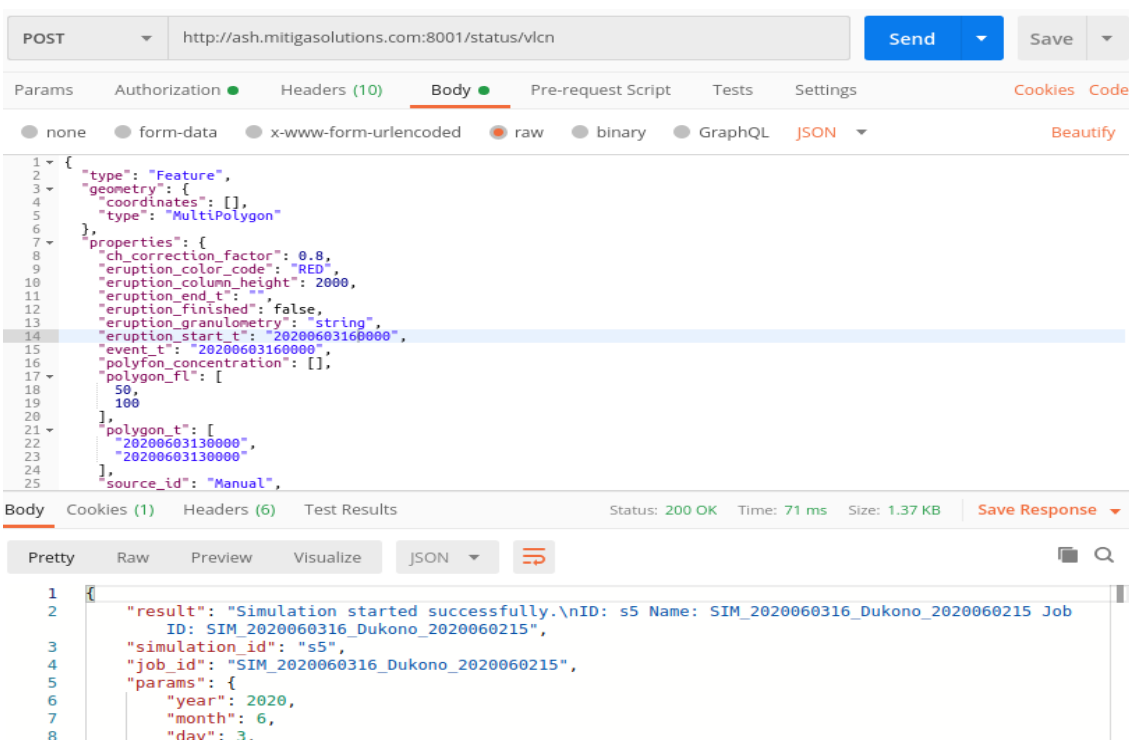 POST http://ash.mitigasolutions.com:8001/status/vlcn Send Save
Params Authorization Headers (10) Body Pre-request Script Tests Settings Cookies Code
none form-data x-www-form-urlencoded raw binary GraphQL JSON Beautify
1 {
2 "type": "Feature",
3 "geometry": {
4 "coordinates": [],
5 "type": "MultiPolygon"
6 },
7 "properties": {
8 "ch_correction_factor": 0.8,
9 "eruption_color_code": "RED",
10 "eruption_column_height": 2000,
11 "eruption_end_t": "",
12 "eruption_finished": false,
13 "eruption_granulometry": "string",
14 "eruption_start_t": "20200603160000",
15 "event_t": "20200603160000",
16 "polyfon_concentration": [],
17 "polygon_fl": [
18 50,
19 100
20 ],
21 "polygon_t": [
22 "20200603130000",
23 "20200603130000"
24 ],
25 "source_id": "Manual",
Body Cookies (1) Headers (6) Test Results Status: 200 OK Time: 71 ms Size: 1.37 KB Save Response
Pretty Raw Preview Visualize JSON
1 {
2 "result": "Simulation started successfully.\nID: s5 Name: SIM_2020060316_Dukono_2020060215 Job
ID: SIM_2020060316_Dukono_2020060215",
3 "simulation_id": "s5",
4 "job_id": "SIM_2020060316_Dukono_2020060215",
5 "params": {
6 "year": 2020,
7 "month": 6,
8 "day": 3,